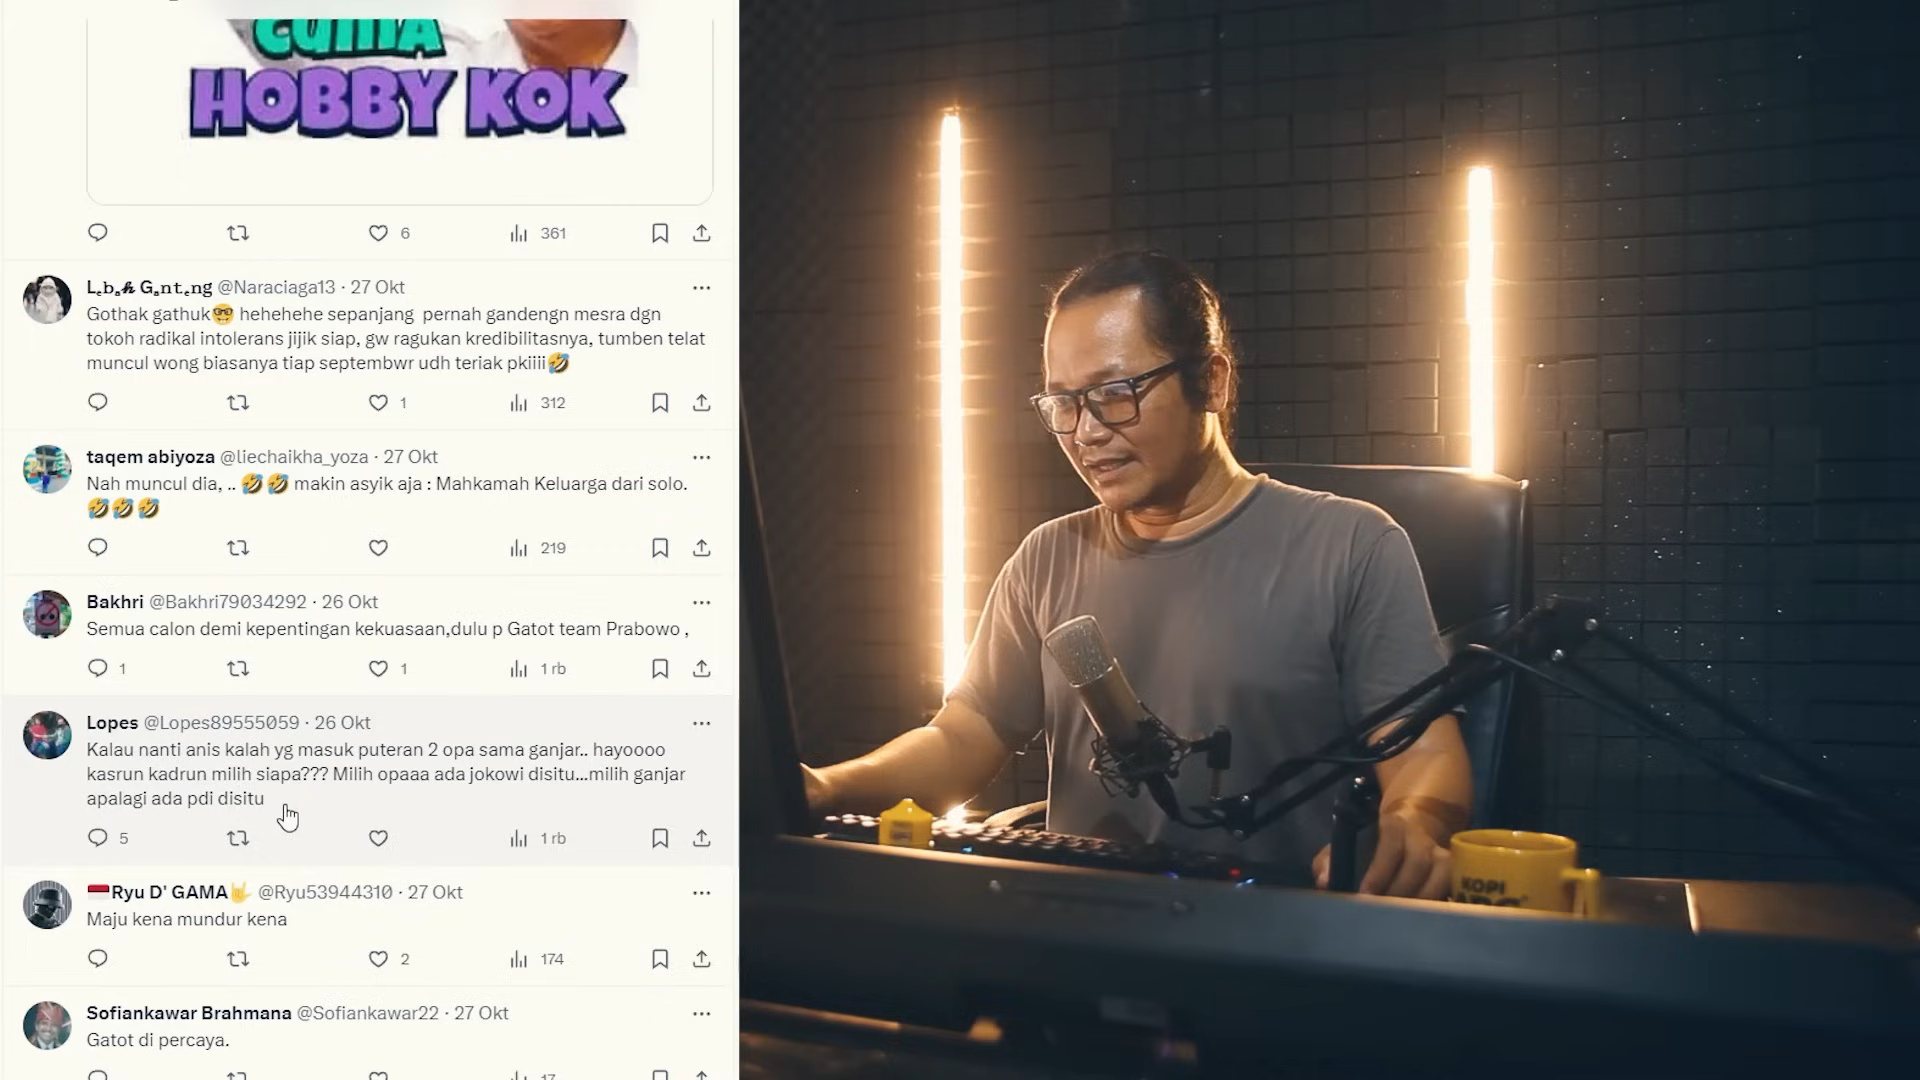 CUMA
HOBBY KOK
6
361
Lebah Ganteng @Naraciaga13 · 27 Okt
Gothak gathuk🤓 hehehehe sepanjang pernah gandengn mesra dgn
tokoh radikal intolerans jijik siap, gw ragukan kredibilitasnya, tumben telat
muncul wong biasanya tiap septembwr udh teriak pkiiii🤣
1
312
taqem abiyoza @liechaikha_yoza · 27 Okt
Nah muncul dia, .. 🤣🤣 makin asyik aja : Mahkamah Keluarga dari solo.
🤣🤣🤣
219
Bakhri @Bakhri79034292 · 26 Okt
Semua calon demi kepentingan kekuasaan,dulu p Gatot team Prabowo ,
1
1
1 rb
Lopes @Lopes89555059 · 26 Okt
Kalau nanti anis kalah yg masuk puteran 2 opa sama ganjar.. hayoooo
kasrun kadrun milih siapa??? Milih opaaa ada jokowi disitu...milih ganjar
apalagi ada pdi disitu
5
1 rb
🇮🇩Ryu D' GAMA🤟 @Ryu53944310 · 27 Okt
Maju kena mundur kena
2
174
Sofiankawar Brahmana @Sofiankawar22 · 27 Okt
Gatot di percaya.
17
KOPI